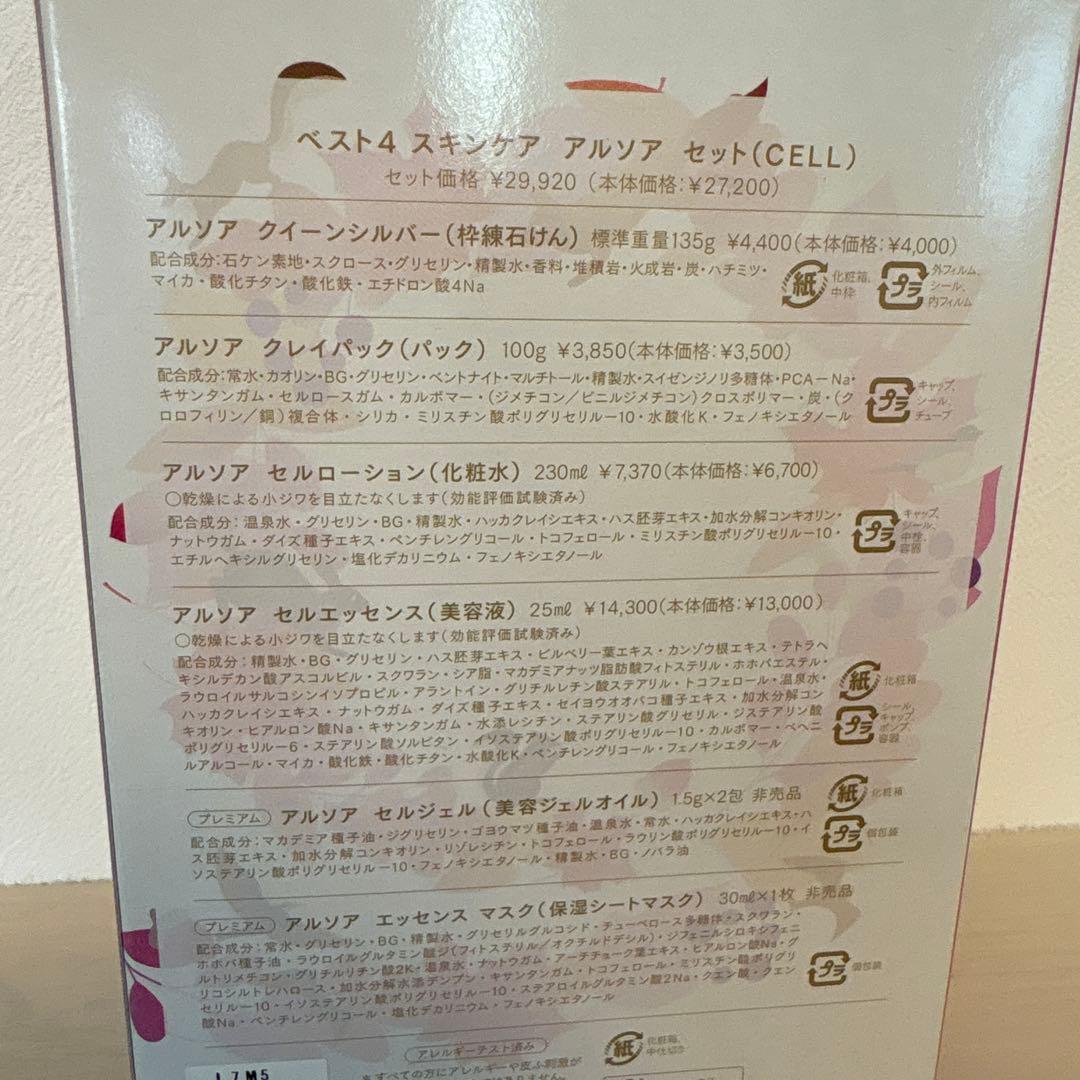 ベスト4 スキンケア アルソア セット(CELL)
セット価格 ¥29,920 (本体価格:¥27,200)
アルソア クイーンシルバー(枠練石けん) 標準重量135g ¥4,400(本体価格:¥4,000)
配合成分:石ケン素地・スクロース・グリセリン・精製水・香料・堆積岩・火成岩・炭・ハチミツ・
マイカ・酸化チタン・酸化鉄・エチドロン酸4Na
紙 化粧箱、
中枠
プラ 外フィルム、
シール、
内フィルム
アルソア クレイパック(パック) 100g ¥3,850(本体価格:¥3,500)
配合成分:常水・カオリン・BG・グリセリン・ベントナイト・マルチトール・精製水・スイゼンジノリ多糖体・PCA-Na・
キサンタンガム・セルロースガム・カルボマー・(ジメチコン/ビニルジメチコン)クロスポリマー・炭・(ク
ロロフィリン/銅)複合体・シリカ・ミリスチン酸ポリグリセリル-10・水酸化K・フェノキシエタノール
プラ キャップ、
シール、
チューブ
アルソア セルローション(化粧水) 230ml ¥7,370(本体価格:¥6,700)
○乾燥による小ジワを目立たなくします(効能評価試験済み)
配合成分:温泉水・グリセリン・BG・精製水・ハッカクレイシエキス・ハス胚芽エキス・加水分解コンキオリン・
ナットウガム・ダイズ種子エキス・ペンチレングリコール・トコフェロール・ミリスチン酸ポリグリセリル-10・
エチルヘキシルグリセリン・塩化デカリニウム・フェノキシエタノール
プラ キャップ、
シール、
中栓、
容器
アルソア セルエッセンス(美容液) 25ml ¥14,300(本体価格:¥13,000)
○乾燥による小ジワを目立たなくします(効能評価試験済み)
配合成分:精製水・BG・グリセリン・ハス胚芽エキス・ビルベリー葉エキス・カンゾウ根エキス・テトラヘ
キシルデカン酸アスコルビル・スクワラン・シア脂・マカデミアナッツ脂肪酸フィトステリル・ホホバエステル・
ラウロイルサルコシンイソプロピル・アラントイン・グリチルレチン酸ステアリル・トコフェロール・温泉水・
ハッカクレイシエキス・ナットウガム・ダイズ種子エキス・セイヨウオオバコ種子エキス・加水分解コン
キオリン・ヒアルロン酸Na・キサンタンガム・水添レシチン・ステアリン酸グリセリル・ジステアリン酸
ポリグリセリル-6・ステアリン酸ソルビタン・イソステアリン酸ポリグリセリル-10・カルボマー・ベヘニ
ルアルコール・マイカ・酸化鉄・酸化チタン・水酸化K・ペンチレングリコール・フェノキシエタノール
紙 化粧箱
プラ シール、
キャップ、
ポンプ、
容器
プレミアム アルソア セルジェル(美容ジェルオイル) 1.5g×2包 非売品
配合成分:マカデミア種子油・ジグリセリン・ゴヨウマツ種子油・温泉水・常水・ハッカクレイシエキス・ハ
ス胚芽エキス・加水分解コンキオリン・リゾレシチン・トコフェロール・ラウリン酸ポリグリセリル-10・イ
ソステアリン酸ポリグリセリル-10・フェノキシエタノール・精製水・BG・ノバラ油
紙 化粧箱
プラ 個包装
プレミアム アルソア エッセンス マスク(保湿シートマスク) 30ml×1枚 非売品
配合成分:常水・グリセリン・BG・精製水・グリセリルグルコシド・チューベロース多糖体・スクワラン・
ホホバ種子油・ラウロイルグルタミン酸ジ(フィトステリル/オクチルドデシル)・ジフェニルシロキシフェニ
ルトリメチコン・グリチルリチン酸2K・温泉水・ナットウガム・アーチチョーク葉エキス・ヒアルロン酸Na・グ
リコシルトレハロース・加水分解水添デンプン・キサンタンガム・トコフェロール・ミリスチン酸ポリグリ
セリル-10・イソステアリン酸ポリグリセリル-10・ステアロイルグルタミン酸2Na・クエン酸・クエン
酸Na・ペンチレングリコール・塩化デカリニウム・フェノキシエタノール
プラ 個包装
アレルギーテスト済み
※すべての方にアレルギーや皮ふ刺激が
紙 化粧箱、
中仕切り
L7M5